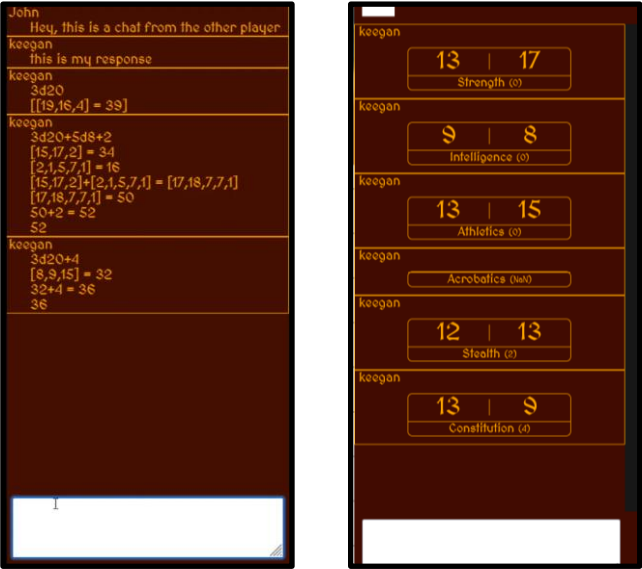 John
Hey, this is a chat from the other player
keegan
this is my response
keegan
3d20
[[19,16,4] = 39]
keegan
3d20+5d8+2
[15,17,2] = 34
[2,1,5,7,1] = 16
[15,17,2]+[2,1,5,7,1] = [17,18,7,7,1]
[17,18,7,7,1] = 50
50+2 = 52
52
keegan
3d20+4
[8,9,15] = 32
32+4 = 36
36
keegan
13 | 17
Strength (0)
keegan
9 | 8
Intelligence (0)
keegan
13 | 15
Athletics (0)
keegan
Acrobatics (NaN)
keegan
12 | 13
Stealth (2)
keegan
13 | 9
Constitution (4)